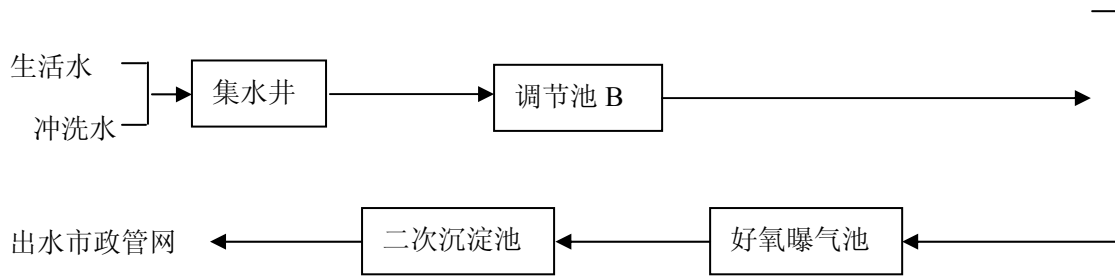 生活水
集水井
调节池 B
冲洗水
出水市政管网
二次沉淀池
好氧曝气池